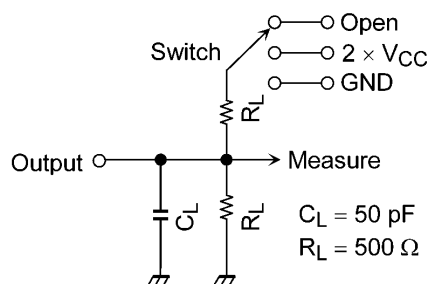 Open
Switch
2 × VCC
GND
RL
Output
Measure
CL
RL
CL = 50 pF
RL = 500 Ω